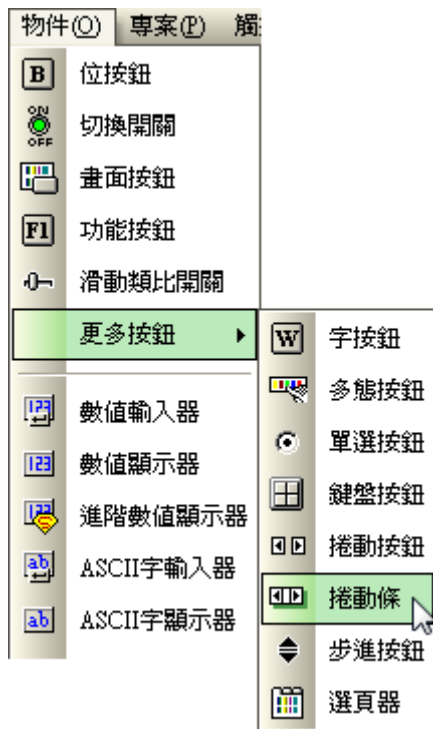 物件(O) 專案(P)
B 位按鈕
ON OFF 切換開關
畫面按鈕
F1 功能按鈕
滑動類比開關
更多按鈕
123 數值輸入器
123 數值顯示器
進階數值顯示器
ab ASCII字輸入器
ab ASCII字顯示器
W 字按鈕
多態按鈕
單選按鈕
鍵盤按鈕
捲動按鈕
捲動條
步進按鈕
選頁器